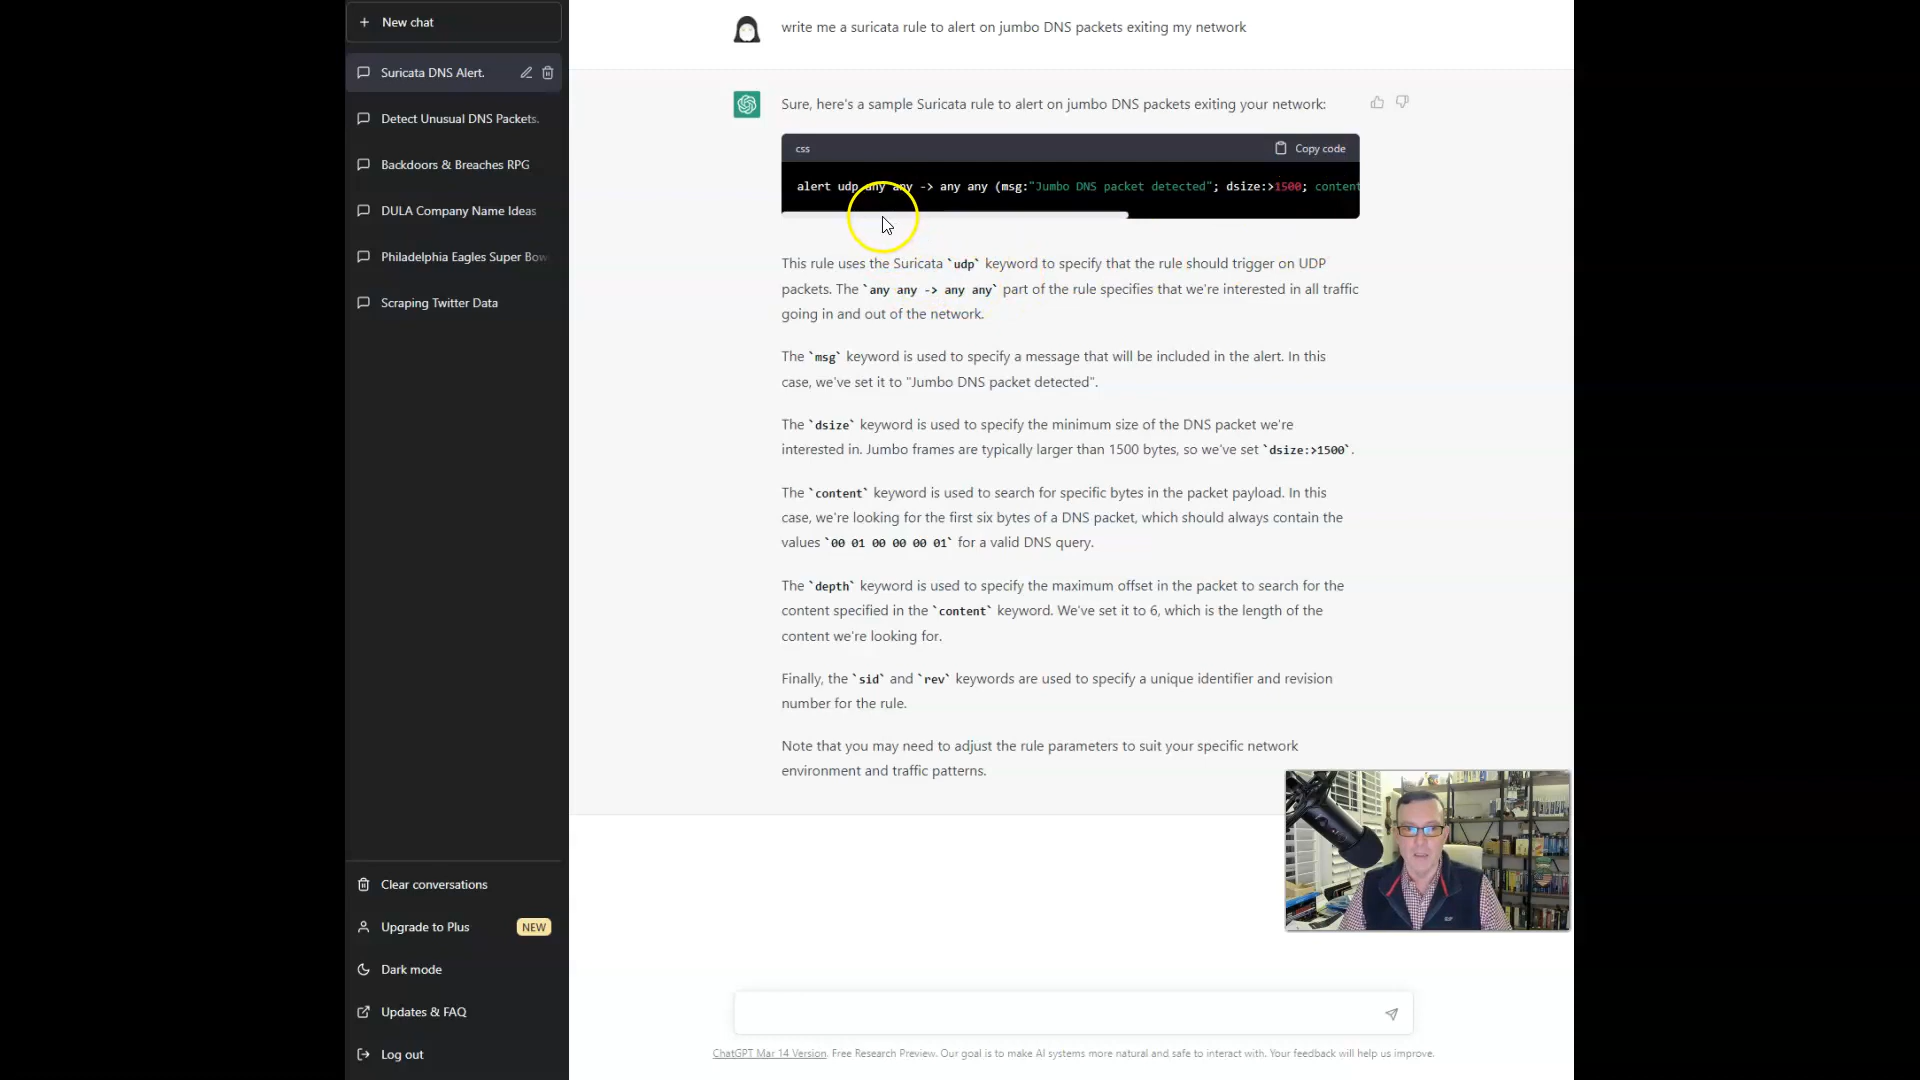 New chat
Suricata DNS Alert.
Detect Unusual DNS Packets.
Backdoors & Breaches RPG
DULA Company Name Ideas
Philadelphia Eagles Super Bow
Scraping Twitter Data
Clear conversations
Upgrade to Plus NEW
Dark mode
Updates & FAQ
Log out
write me a suricata rule to alert on jumbo DNS packets exiting my network
Sure, here's a sample Suricata rule to alert on jumbo DNS packets exiting your network:
css Copy code
alert udp any any -> any any (msg:"Jumbo DNS packet detected"; dsize:>1500; content
This rule uses the Suricata `udp` keyword to specify that the rule should trigger on UDP
packets. The `any any -> any any` part of the rule specifies that we're interested in all traffic
going in and out of the network.
The `msg` keyword is used to specify a message that will be included in the alert. In this
case, we've set it to "Jumbo DNS packet detected".
The `dsize` keyword is used to specify the minimum size of the DNS packet we're
interested in. Jumbo frames are typically larger than 1500 bytes, so we've set `dsize:>1500`.
The `content` keyword is used to search for specific bytes in the packet payload. In this
case, we're looking for the first six bytes of a DNS packet, which should always contain the
values `00 01 00 00 00 01` for a valid DNS query.
The `depth` keyword is used to specify the maximum offset in the packet to search for the
content specified in the `content` keyword. We've set it to 6, which is the length of the
content we're looking for.
Finally, the `sid` and `rev` keywords are used to specify a unique identifier and revision
number for the rule.
Note that you may need to adjust the rule parameters to suit your specific network
environment and traffic patterns.
ChatGPT Mar 14 Version. Free Research Preview. Our goal is to make AI systems more natural and safe to interact with. Your feedback will help us improve.